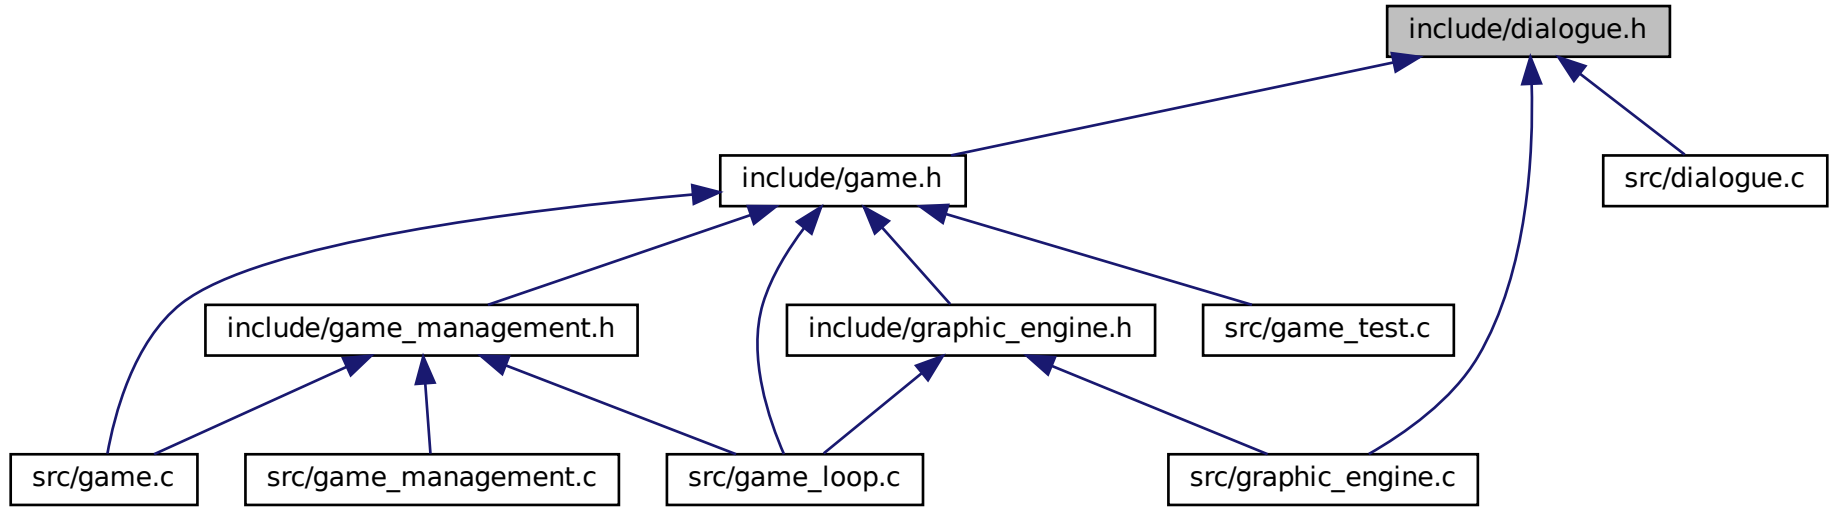 include/dialogue.h
include/game.h
src/dialogue.c
include/game_management.h
include/graphic_engine.h
src/game_test.c
src/game.c
src/game_management.c
src/game_loop.c
src/graphic_engine.c